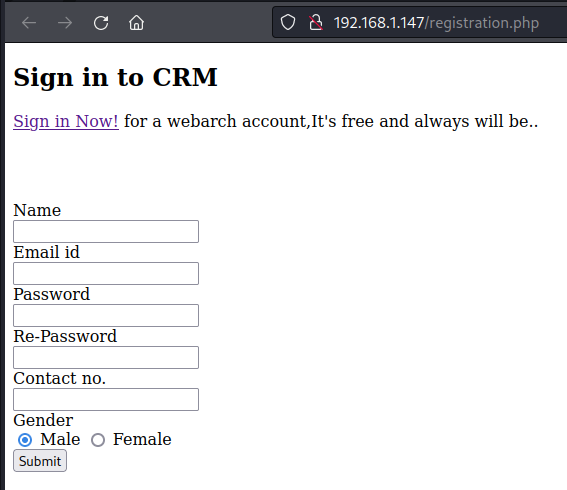 192.168.1.147/registration.php
Sign in to CRM
Sign in Now! for a webarch account,It's free and always will be..
Name
Email id
Password
Re-Password
Contact no.
Gender
Male Female
Submit